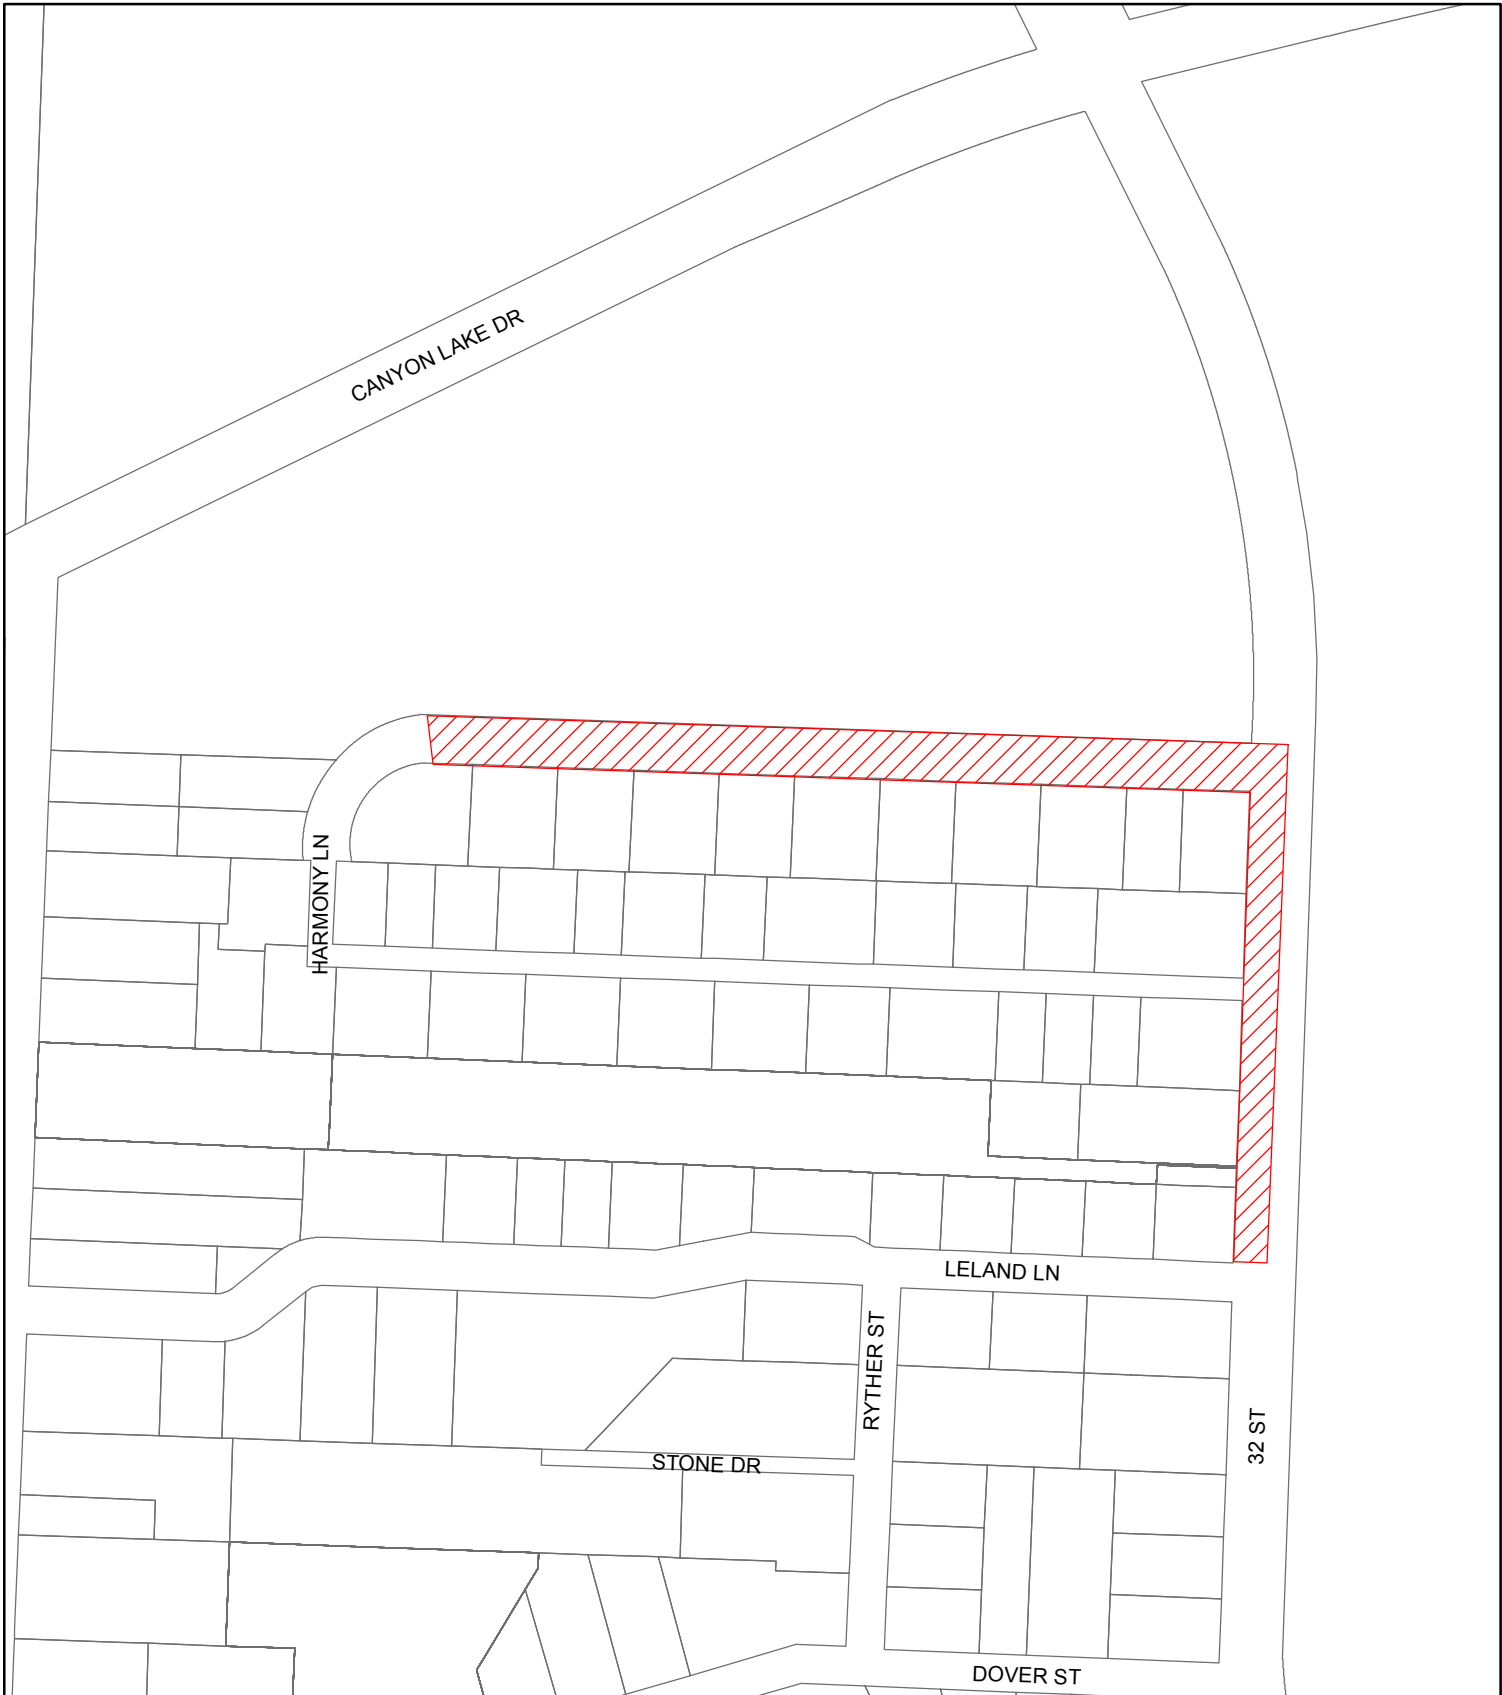 CANYON LAKE DR
HARMONY LN
LELAND LN
RYTHER ST
32 ST
STONE DR
DOVER ST